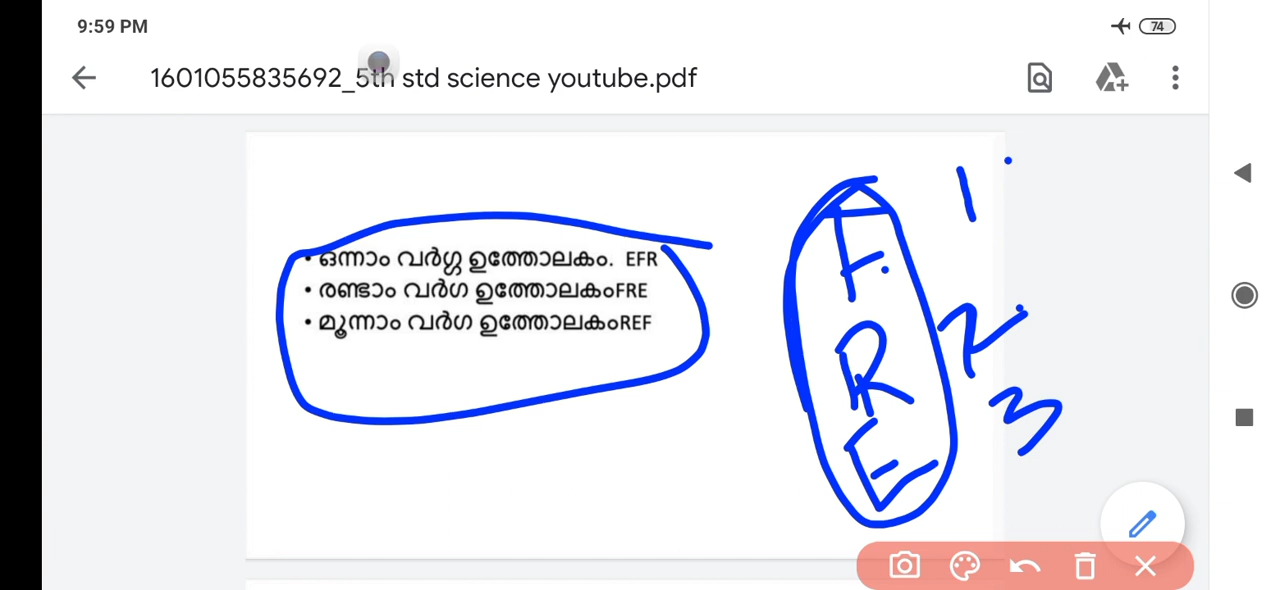 9:59 PM
74
1601055835692_5th std science youtube.pdf
• ഒന്നാം വർഗ്ഗ ഉത്തോലകം. EFR
• രണ്ടാം വർഗ ഉത്തോലകംFRE
• മൂന്നാം വർഗ ഉത്തോലകംREF
F 1
R 2
E 3